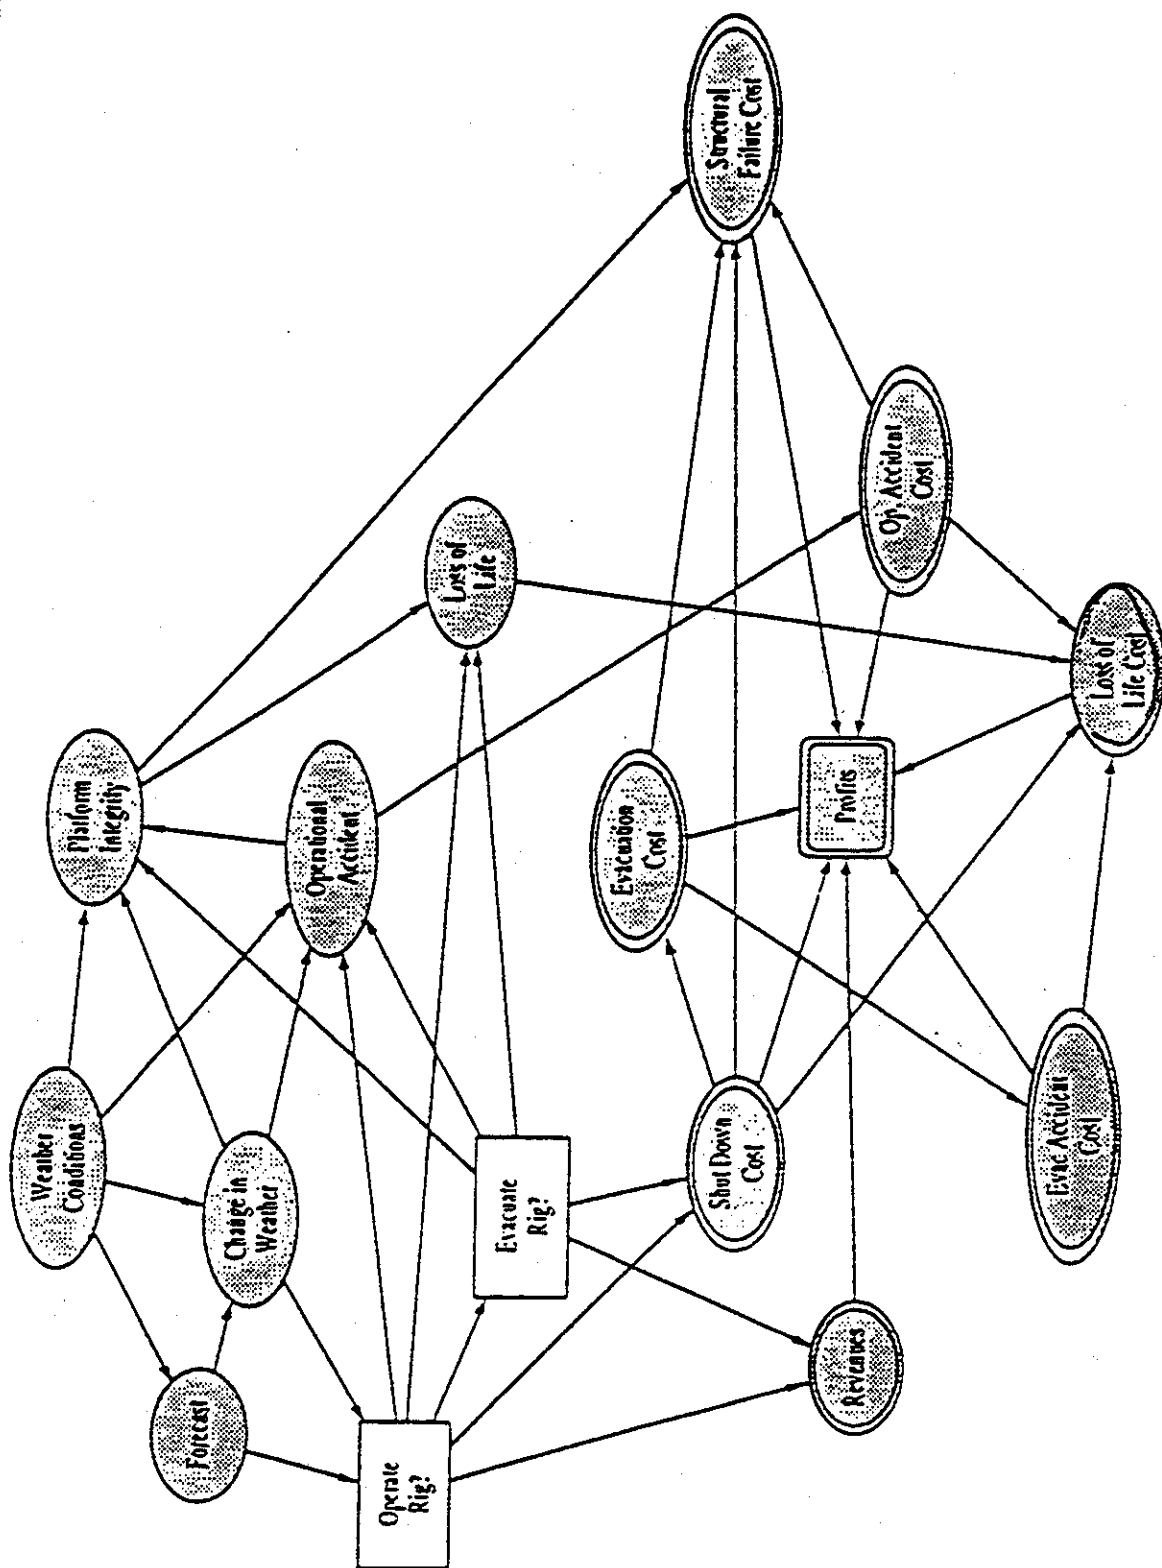 Weather
Conditions
Platform
Integrity
Structural
Failure Cost
Forecast
Change in
Weather
Operational
Accident
Loss of
Life
Operate
Rig?
Evacuate
Rig?
Evacuation
Cost
Shut Down
Cost
Profits
Op. Accident
Cost
Revenues
Evac Accident
Cost
Loss of
Life Cost